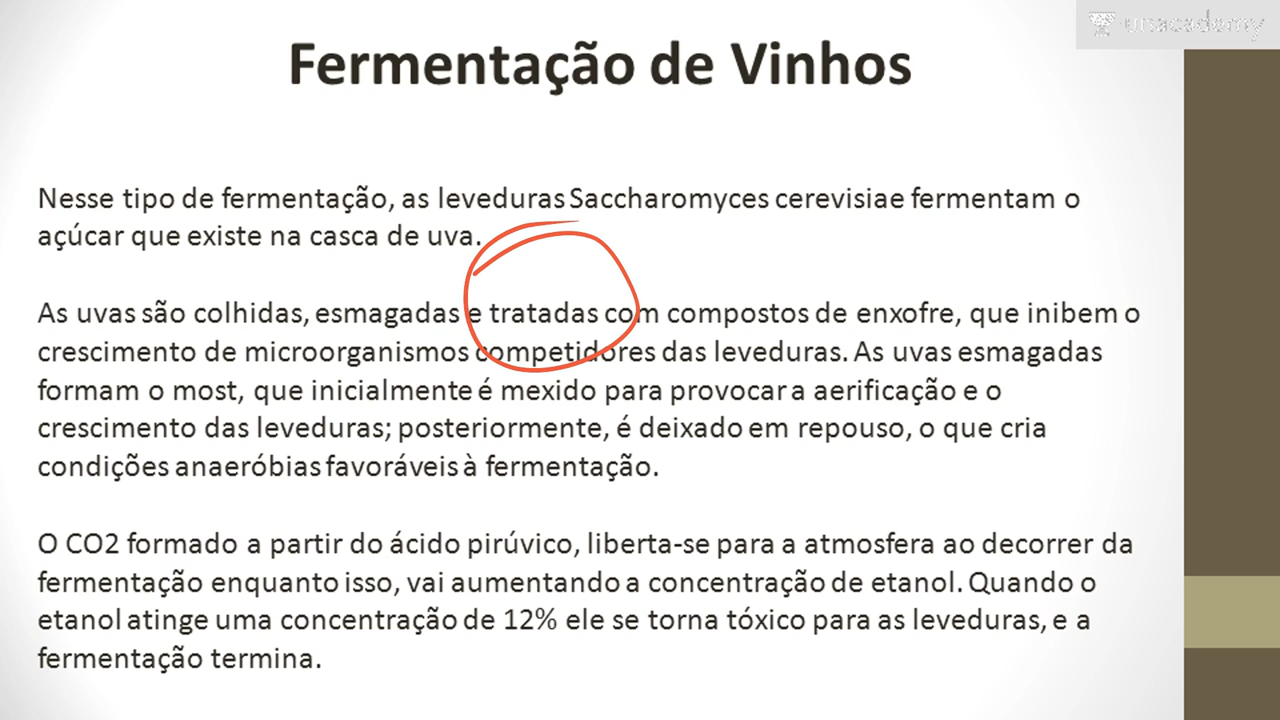 unacademy
Fermentação de Vinhos
Nesse tipo de fermentação, as leveduras Saccharomyces cerevisiae fermentam o
açúcar que existe na casca de uva.
As uvas são colhidas, esmagadas e tratadas com compostos de enxofre, que inibem o
crescimento de microorganismos competidores das leveduras. As uvas esmagadas
formam o most, que inicialmente é mexido para provocar a aerificação e o
crescimento das leveduras; posteriormente, é deixado em repouso, o que cria
condições anaeróbias favoráveis à fermentação.
O CO2 formado a partir do ácido pirúvico, liberta-se para a atmosfera ao decorrer da
fermentação enquanto isso, vai aumentando a concentração de etanol. Quando o
etanol atinge uma concentração de 12% ele se torna tóxico para as leveduras, e a
fermentação termina.